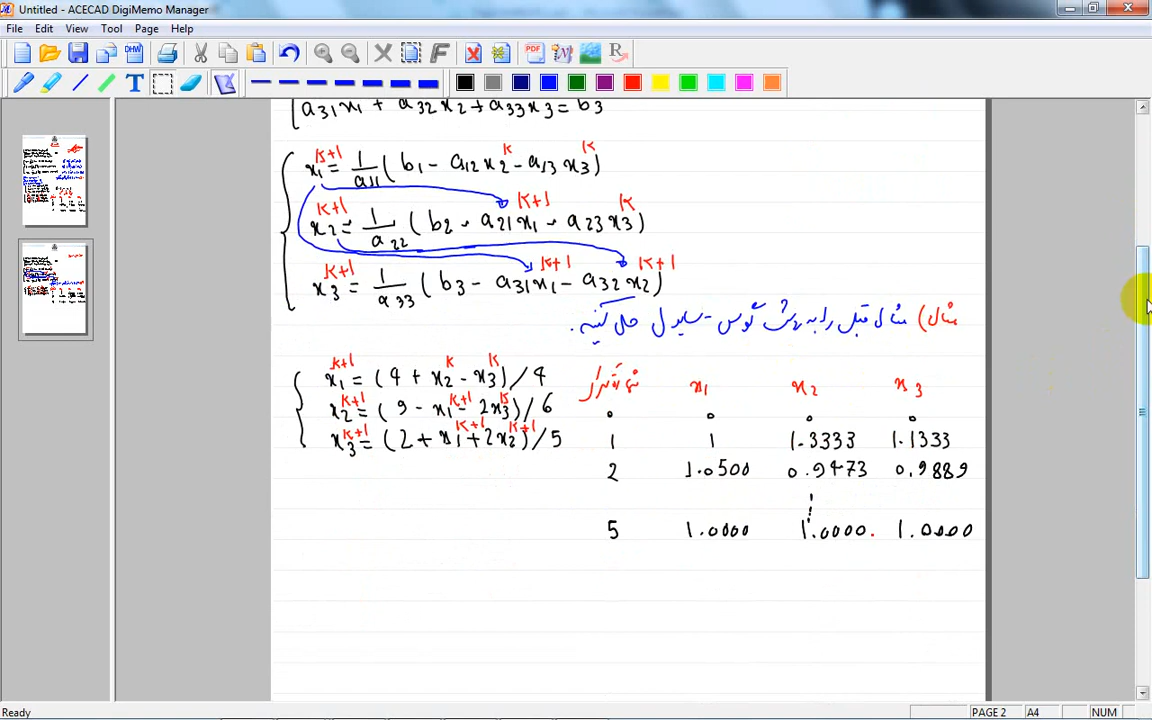 Untitled - ACECAD DigiMemo Manager
File Edit View Tool Page Help
a31x1 + a32x2 + a33x3 = b3
x1^k+1 = 1/a11 (b1 - a12x2^k - a13x3^k)
x2^k+1 = 1/a22 (b2 - a21x1^k+1 - a23x3^k)
x3^k+1 = 1/a33 (b3 - a31x1^k+1 - a32x2^k+1)
مثال) مثال قبل را به روش گوس-سایدل حل کنید.
x1^k+1 = (4 + x2^k - x3^k)/4
x2^k+1 = (9 - x1^k+1 - 2x3^k)/6
x3^k+1 = (2 + x1^k+1 + 2x2^k+1)/5
x1 x2 x3
0 0 0 0
1 1 1.3333 1.1333
2 1.0500 0.9473 0.9889
5 1.0000 1.0000 1.0000
Ready
PAGE 2 A4 NUM